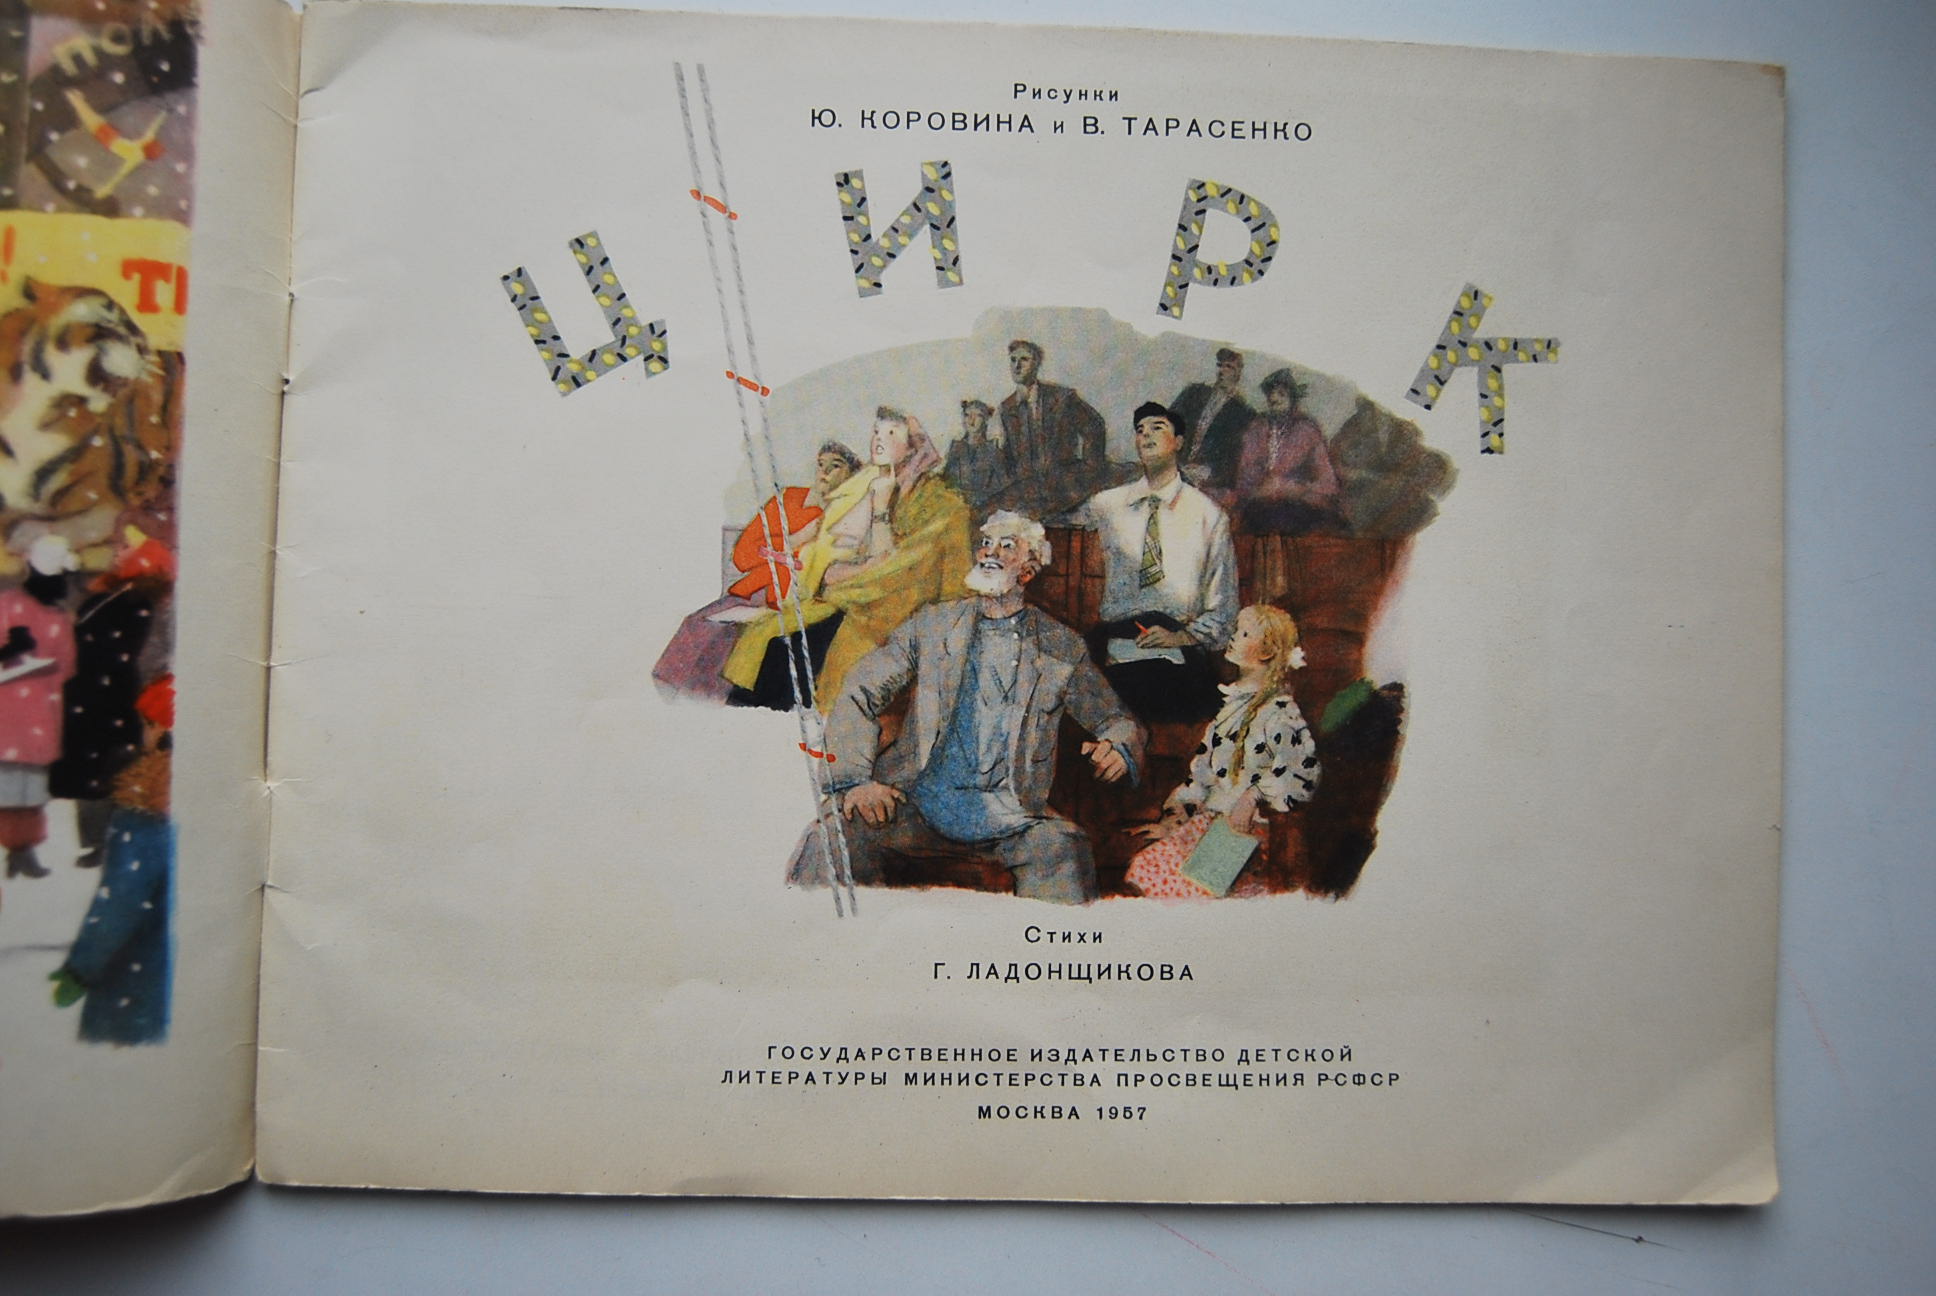 Рисунки
Ю. КОРОВИНА и В. ТАРАСЕНКО
ЦИРК
Стихи
Г. ЛАДОНЩИКОВА
ГОСУДАРСТВЕННОЕ ИЗДАТЕЛЬСТВО ДЕТСКОЙ
ЛИТЕРАТУРЫ МИНИСТЕРСТВА ПРОСВЕЩЕНИЯ РСФСР
МОСКВА 1957